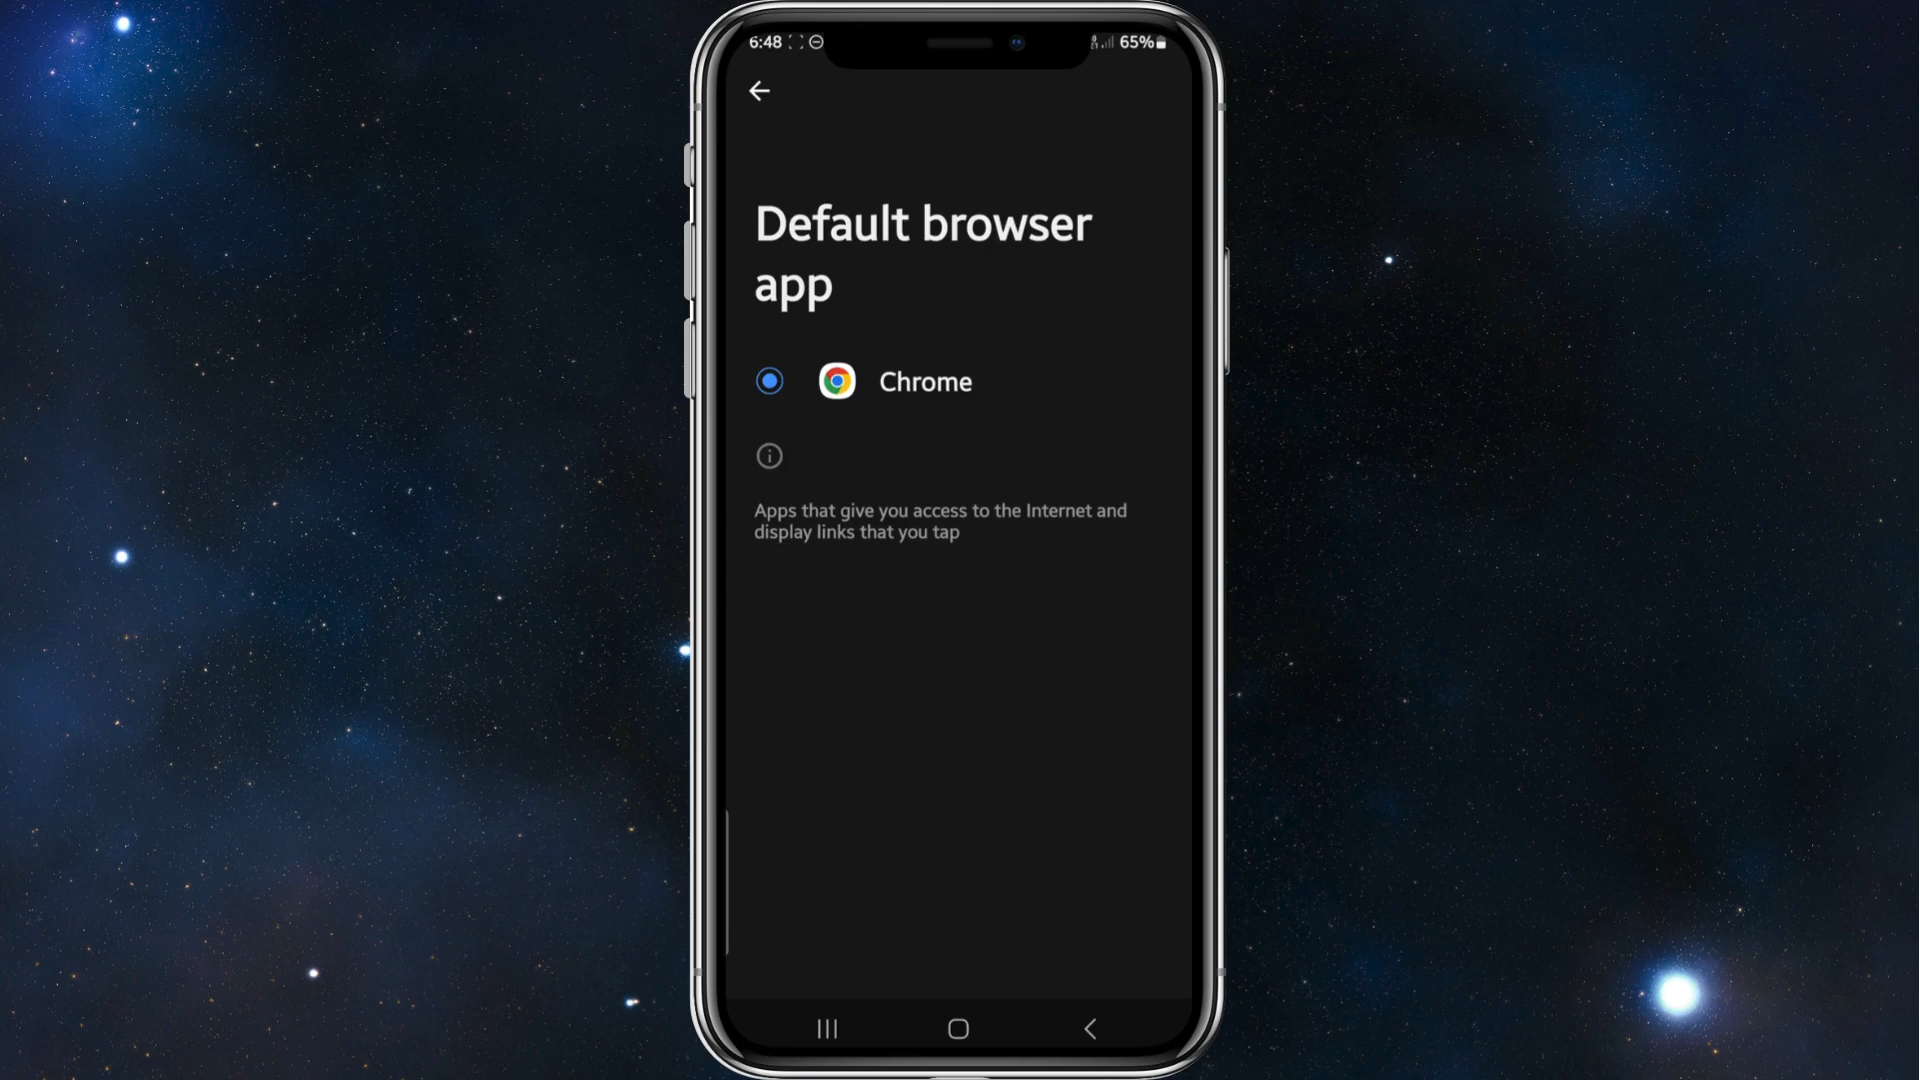 6:48
65%
Default browser
app
Chrome
Apps that give you access to the Internet and
display links that you tap